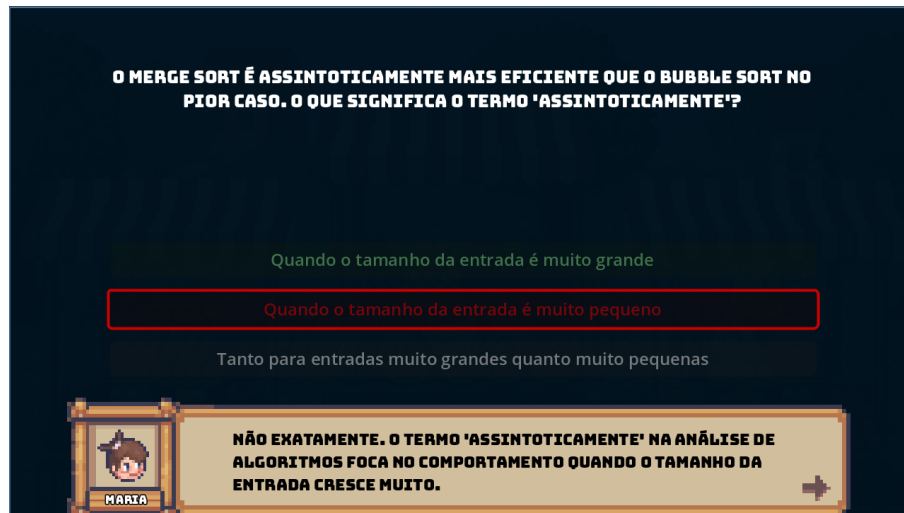 O MERGE SORT É ASSINTOTICAMENTE MAIS EFICIENTE QUE O BUBBLE SORT NO
PIOR CASO. O QUE SIGNIFICA O TERMO 'ASSINTOTICAMENTE'?
Quando o tamanho da entrada é muito grande
Quando o tamanho da entrada é muito pequeno
Tanto para entradas muito grandes quanto muito pequenas
NÃO EXATAMENTE. O TERMO 'ASSINTOTICAMENTE' NA ANÁLISE DE
ALGORITMOS FOCA NO COMPORTAMENTO QUANDO O TAMANHO DA
ENTRADA CRESCE MUITO.
MARIA